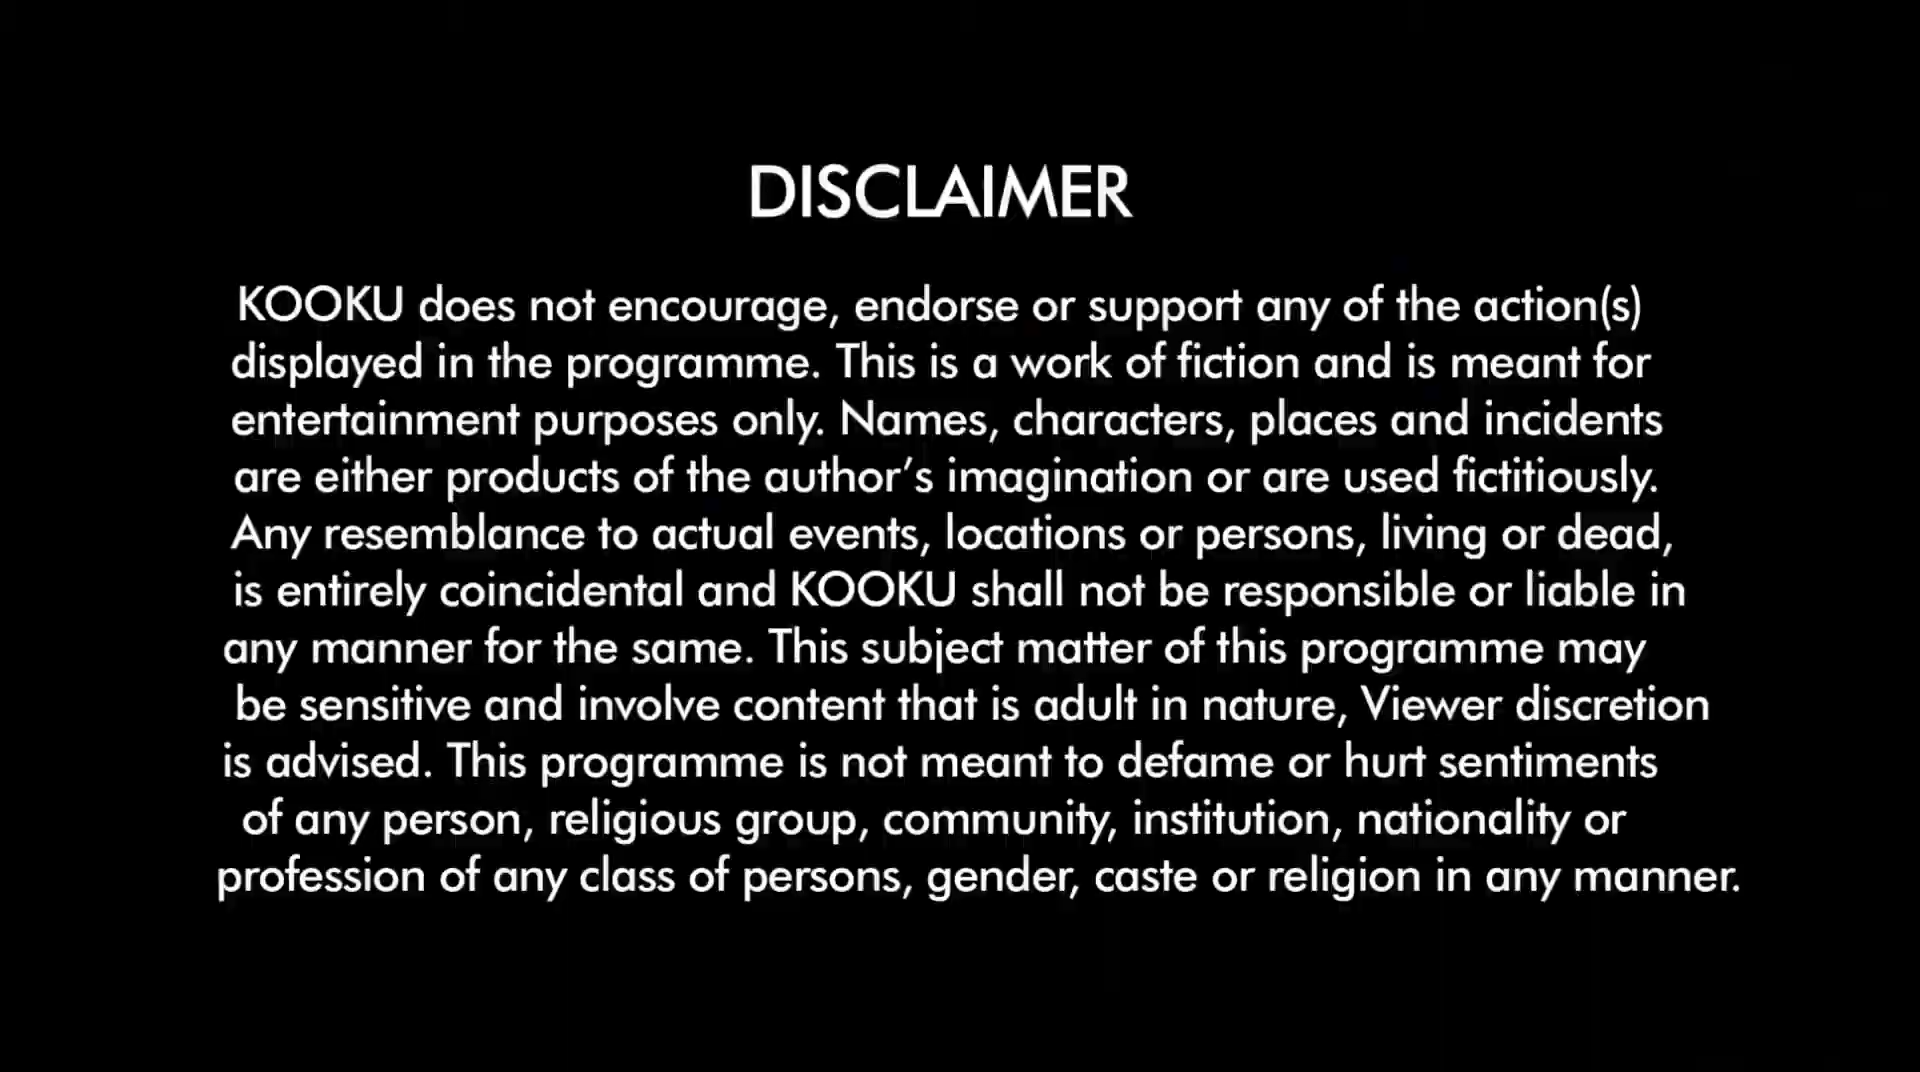 DISCLAIMER
KOOKU does not encourage, endorse or support any of the action(s)
displayed in the programme. This is a work of fiction and is meant for
entertainment purposes only. Names, characters, places and incidents
are either products of the author’s imagination or are used fictitiously.
Any resemblance to actual events, locations or persons, living or dead,
is entirely coincidental and KOOKU shall not be responsible or liable in
any manner for the same. This subject matter of this programme may
be sensitive and involve content that is adult in nature, Viewer discretion
is advised. This programme is not meant to defame or hurt sentiments
of any person, religious group, community, institution, nationality or
profession of any class of persons, gender, caste or religion in any manner.